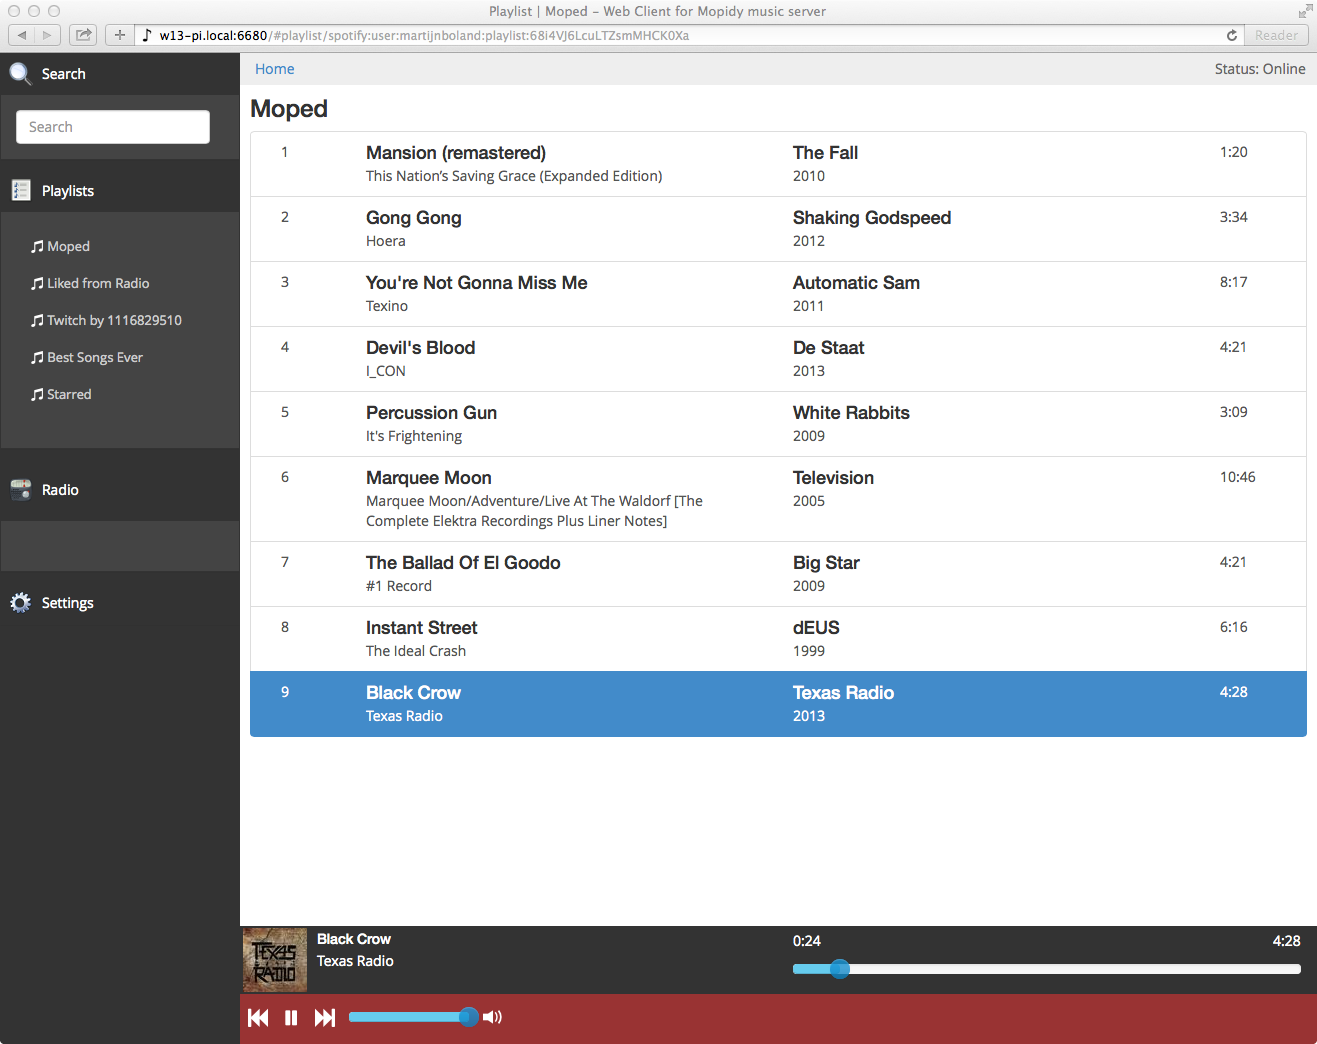 Playlist | Moped – Web Client for Mopidy music server
w13-pi.local:6680/#playlist/spotify:user:martijnboland:playlist:68i4VJ6LcuLTZsmMHCK0Xa
Reader
Search
Search
Playlists
Moped
Liked from Radio
Twitch by 1116829510
Best Songs Ever
Starred
Radio
Settings
Home
Status: Online
Moped
1 Mansion (remastered) The Fall 1:20
This Nation's Saving Grace (Expanded Edition) 2010
2 Gong Gong Shaking Godspeed 3:34
Hoera 2012
3 You're Not Gonna Miss Me Automatic Sam 8:17
Texino 2011
4 Devil's Blood De Staat 4:21
I_CON 2013
5 Percussion Gun White Rabbits 3:09
It's Frightening 2009
6 Marquee Moon Television 10:46
Marquee Moon/Adventure/Live At The Waldorf [The 2005
Complete Elektra Recordings Plus Liner Notes]
7 The Ballad Of El Goodo Big Star 4:21
#1 Record 2009
8 Instant Street dEUS 6:16
The Ideal Crash 1999
9 Black Crow Texas Radio 4:28
Texas Radio 2013
TEXAS
RADIO
Black Crow
Texas Radio
0:24 4:28